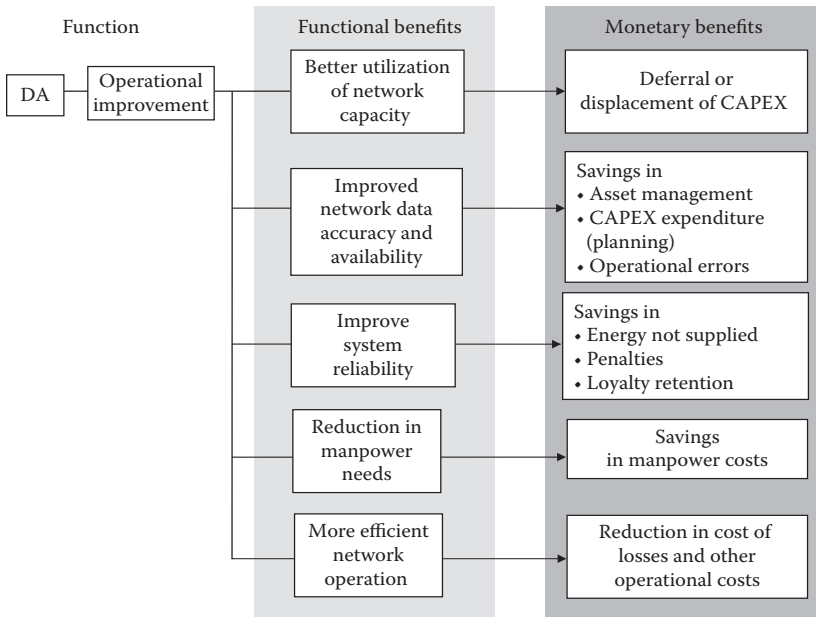 Function
Functional benefits
Monetary benefits
DA
Operational
improvement
Better utilization
of network
capacity
Deferral or
displacement of CAPEX
Improved
network data
accuracy and
availability
Savings in
• Asset management
• CAPEX expenditure
(planning)
• Operational errors
Improve
system
reliability
Savings in
• Energy not supplied
• Penalties
• Loyalty retention
Reduction in
manpower
needs
Savings
in manpower costs
More efficient
network
operation
Reduction in cost of
losses and other
operational costs